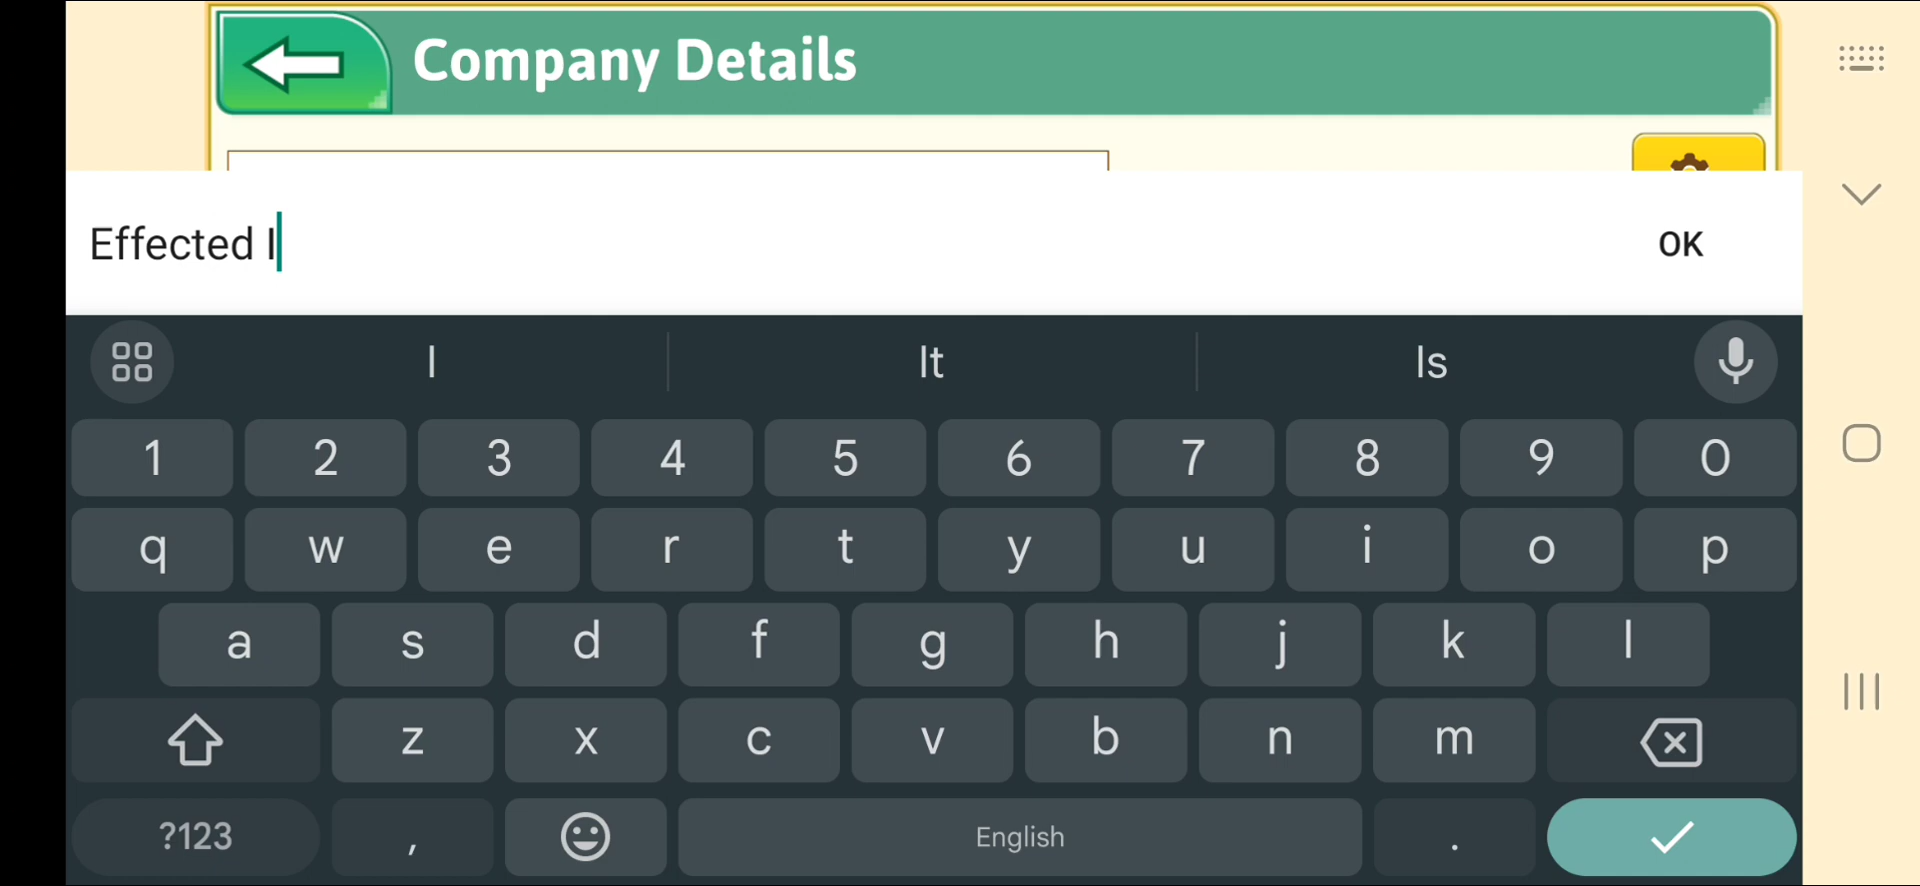 Company Details
Effected I
OK
I It Is
1 2 3 4 5 6 7 8 9 0
q w e r t y u i o p
a s d f g h j k l
z x c v b n m
?123 , English .